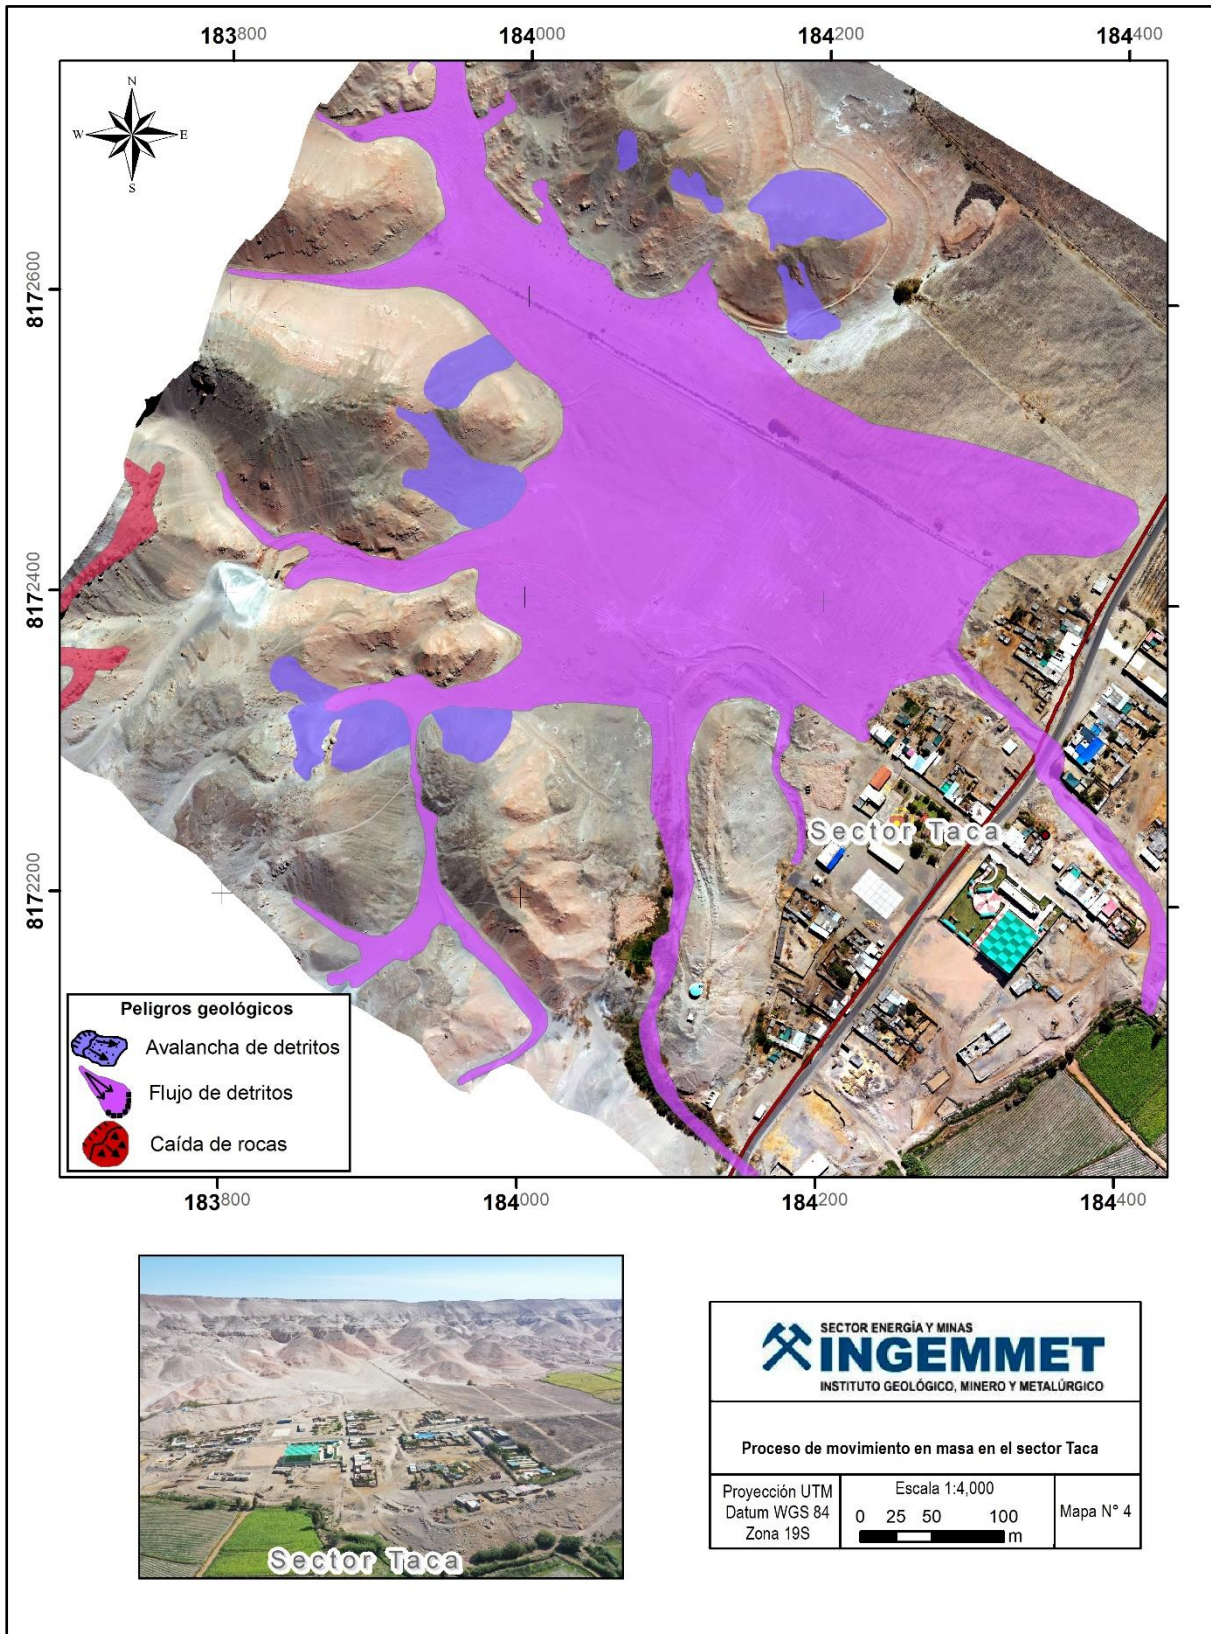 183800 184000 184200 184400
N
W E
S
8172600
8172400
8172200
Sector Taca
Peligros geológicos
Avalancha de detritos
Flujo de detritos
Caída de rocas
183800 184000 184200 184400
Sector Taca
SECTOR ENERGÍA Y MINAS
INGEMMET
INSTITUTO GEOLÓGICO, MINERO Y METALÚRGICO
Proceso de movimiento en masa en el sector Taca
Proyección UTM
Datum WGS 84
Zona 19S
Escala 1:4,000
0 25 50 100
m
Mapa N° 4